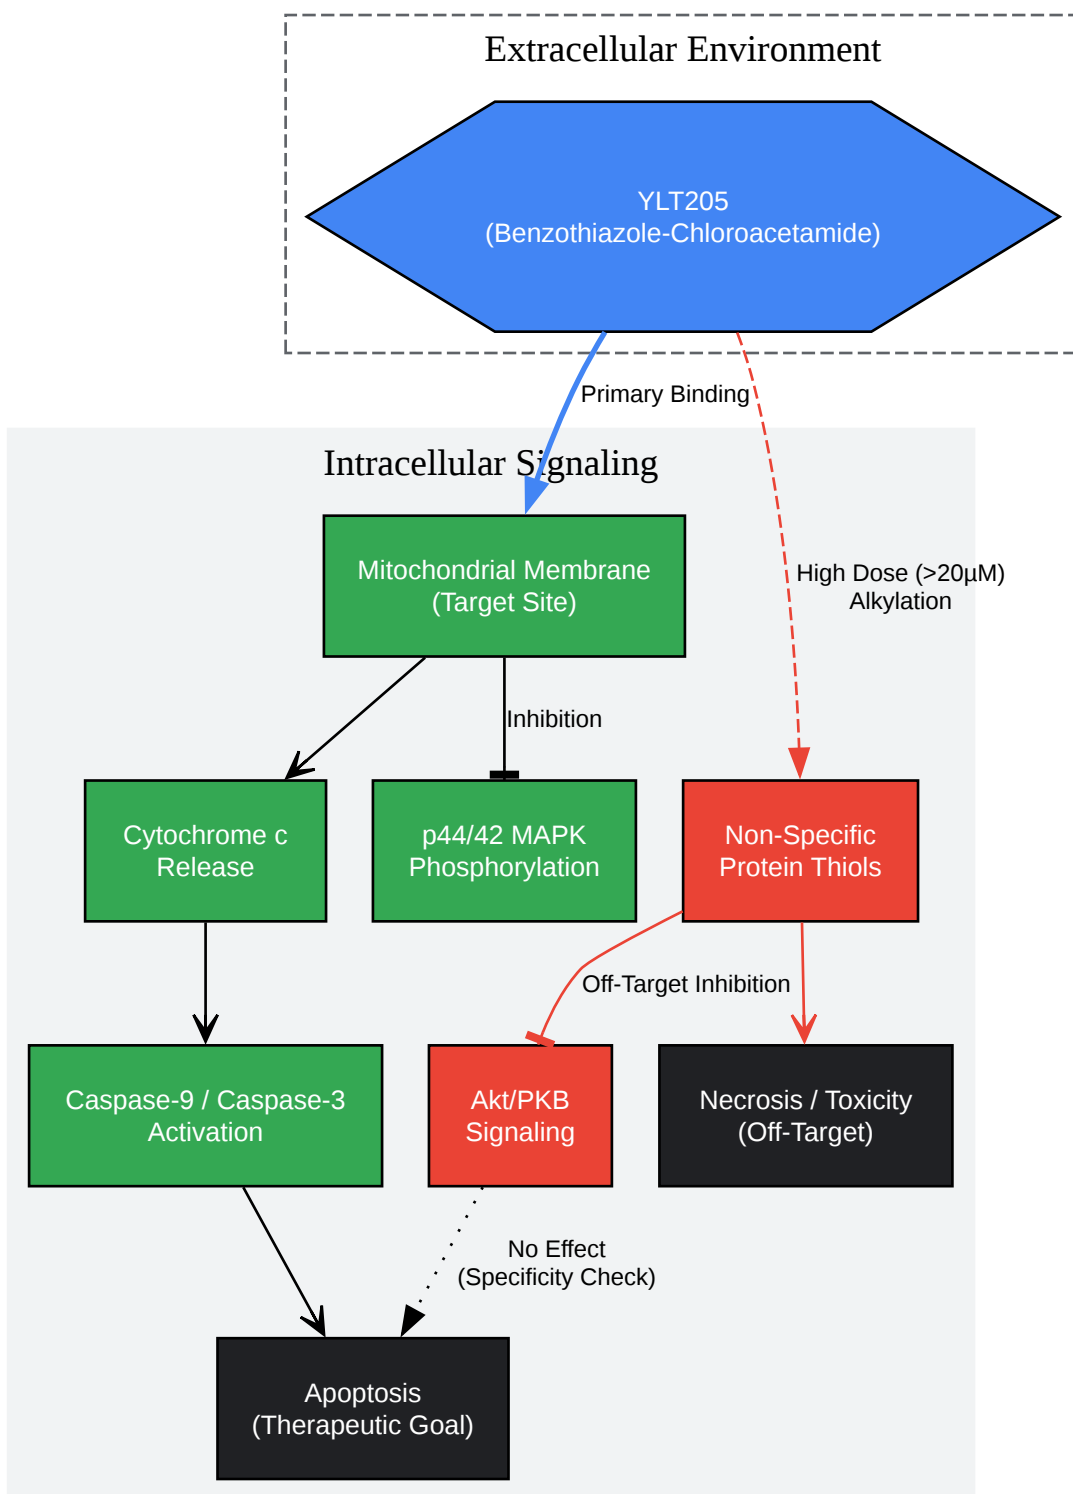 Extracellular Environment
YLT205
(Benzothiazole-Chloroacetamide)
Primary Binding
Intracellular Signaling
Mitochondrial Membrane
(Target Site)
High Dose (>20µM)
Alkylation
Inhibition
Cytochrome c
Release
p44/42 MAPK
Phosphorylation
Non-Specific
Protein Thiols
Off-Target Inhibition
Caspase-9 / Caspase-3
Activation
Akt/PKB
Signaling
Necrosis / Toxicity
(Off-Target)
No Effect
(Specificity Check)
Apoptosis
(Therapeutic Goal)